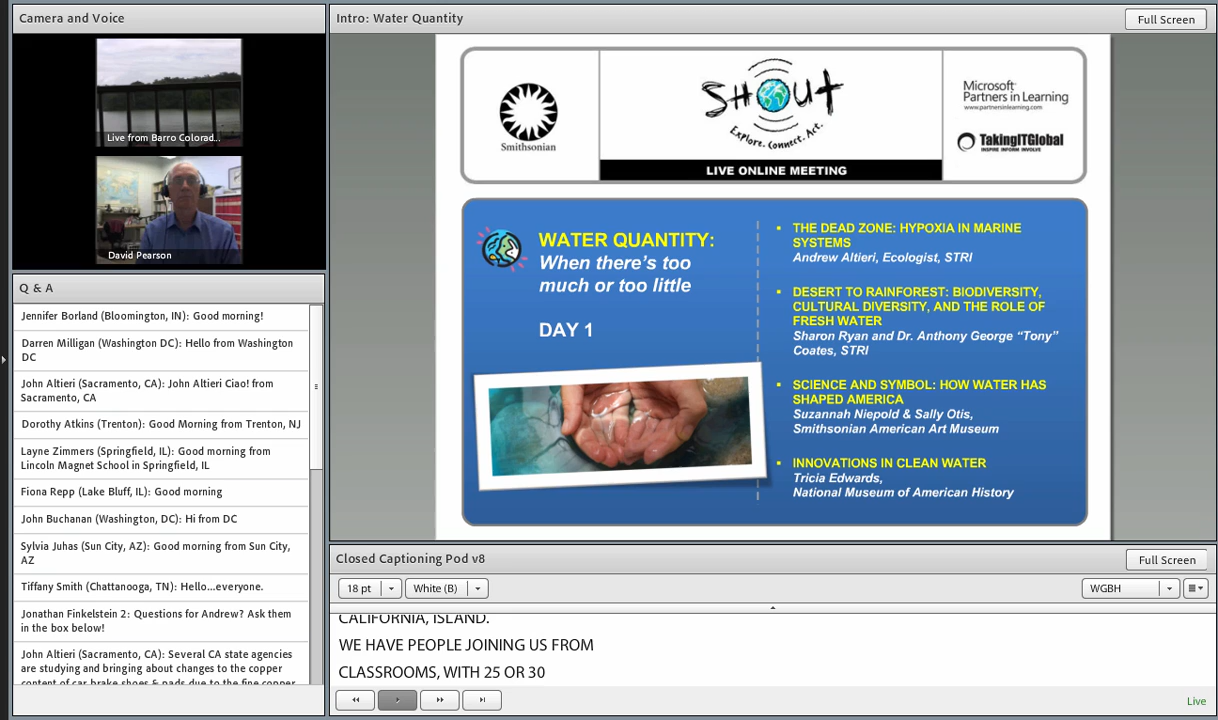 Camera and Voice
Live from Barro Colorad...
David Pearson
Q & A
Jennifer Borland (Bloomington, IN): Good morning!
Darren Milligan (Washington DC): Hello from Washington
DC
John Altieri (Sacramento, CA): John Altieri Ciao! from
Sacramento, CA
Dorothy Atkins (Trenton): Good Morning from Trenton, NJ
Layne Zimmers (Springfield, IL): Good morning from
Lincoln Magnet School in Springfield, IL
Fiona Repp (Lake Bluff, IL): Good morning
John Buchanan (Washington, DC): Hi from DC
Sylvia Juhas (Sun City, AZ): Good morning from Sun City,
AZ
Tiffany Smith (Chattanooga, TN): Hello...everyone.
Jonathan Finkelstein 2: Questions for Andrew? Ask them
in the box below!
John Altieri (Sacramento, CA): Several CA state agencies
are studying and bringing about changes to the copper
content of car brake shoes & pads due to the fine copper
Intro: Water Quantity
Full Screen
Smithsonian
SHOUT
Explore. Connect. Act.
LIVE ONLINE MEETING
Microsoft
Partners in Learning
www.partnersinlearning.com
TakingITGlobal
INSPIRE INFORM INVOLVE
WATER QUANTITY:
When there's too
much or too little
DAY 1
▪ THE DEAD ZONE: HYPOXIA IN MARINE
SYSTEMS
Andrew Altieri, Ecologist, STRI
▪ DESERT TO RAINFOREST: BIODIVERSITY,
CULTURAL DIVERSITY, AND THE ROLE OF
FRESH WATER
Sharon Ryan and Dr. Anthony George “Tony”
Coates, STRI
▪ SCIENCE AND SYMBOL: HOW WATER HAS
SHAPED AMERICA
Suzannah Niepold & Sally Otis,
Smithsonian American Art Museum
▪ INNOVATIONS IN CLEAN WATER
Tricia Edwards,
National Museum of American History
Closed Captioning Pod v8
Full Screen
18 pt
White (B)
WGBH
CALIFORNIA, ISLAND.
WE HAVE PEOPLE JOINING US FROM
CLASSROOMS, WITH 25 OR 30
Live